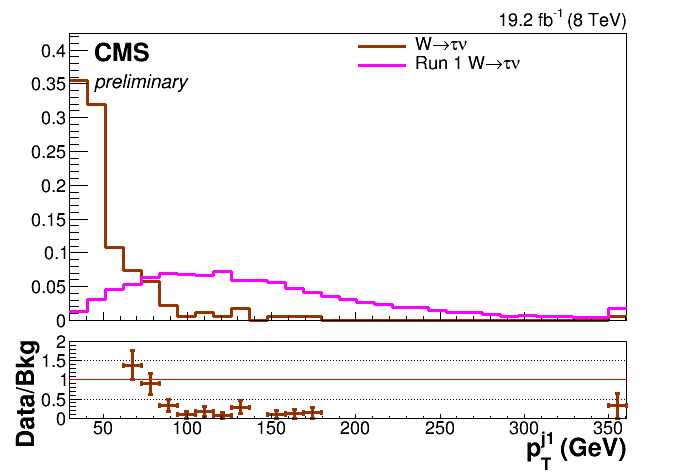 19.2 fb⁻¹ (8 TeV)
CMS
preliminary
W→τν
Run 1 W→τν
0.4
0.35
0.3
0.25
0.2
0.15
0.1
0.05
0
Data/Bkg
2
1.5
1
0.5
0
50 100 150 200 250 300 350
p_T^j1 (GeV)